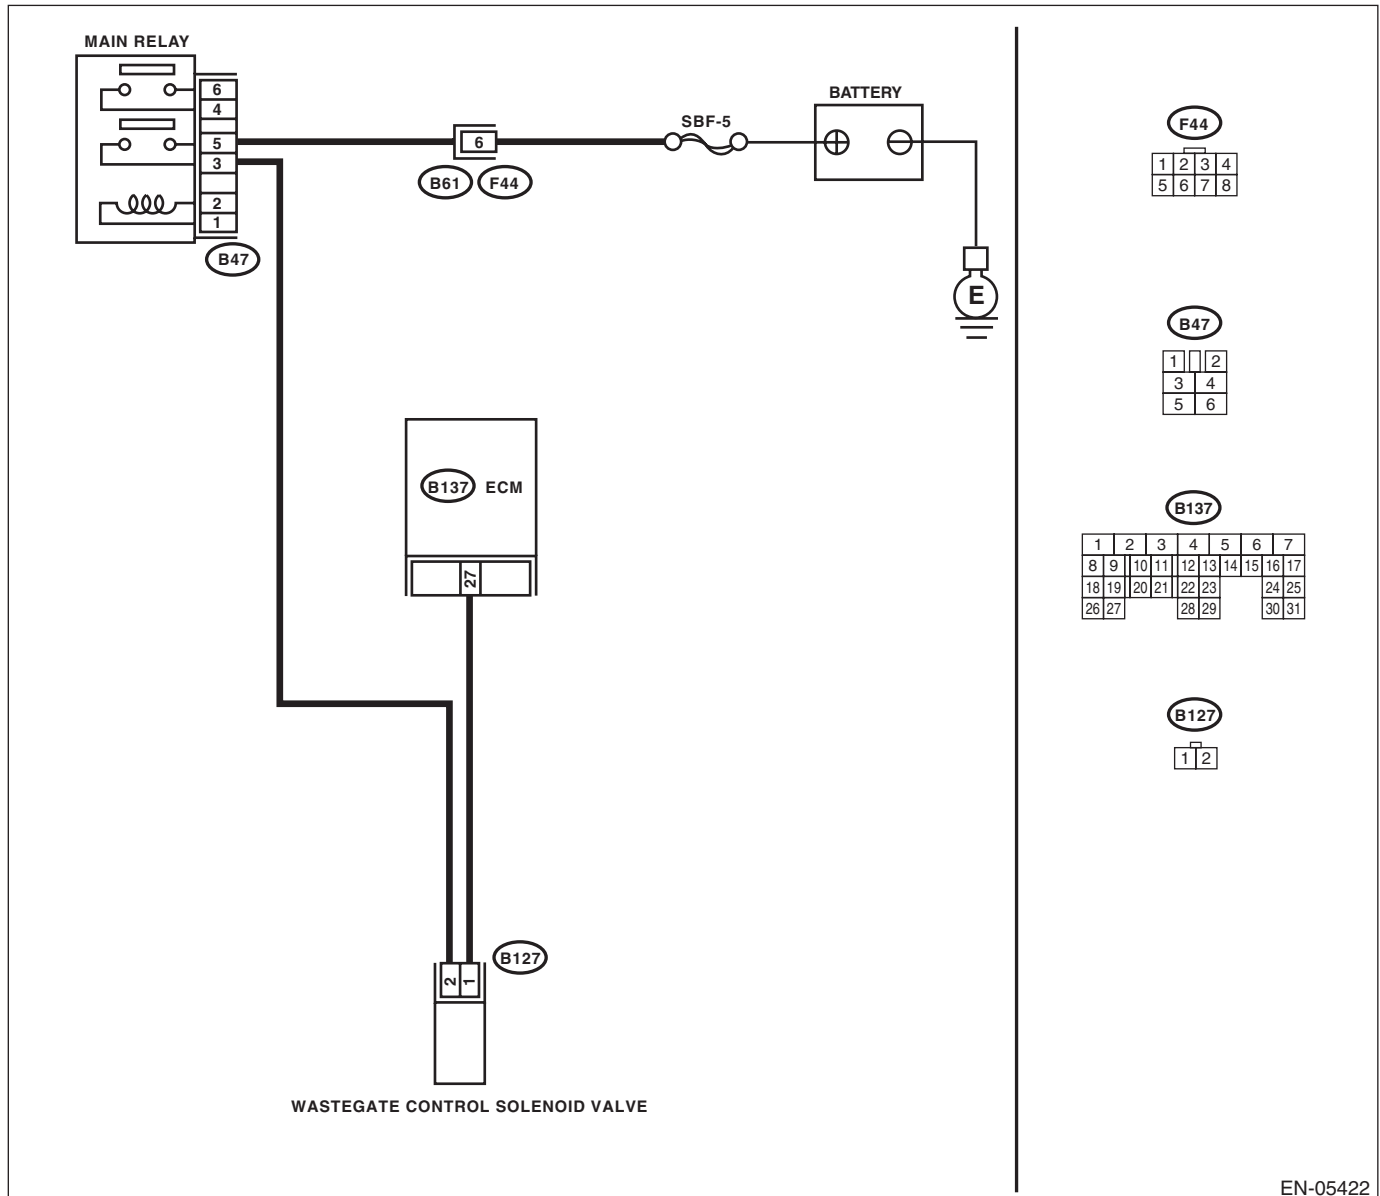 MAIN RELAY
6
4
5
3
2
1
B47
6
B61 F44
SBF-5
BATTERY
E
B137 ECM
27
2 1
B127
WASTEGATE CONTROL SOLENOID VALVE
F44
1 2 3 4
5 6 7 8
B47
1 2
3 4
5 6
B137
1 2 3 4 5 6 7
8 9 10 11 12 13 14 15 16 17
18 19 20 21 22 23 24 25
26 27 28 29 30 31
B127
1 2
EN-05422